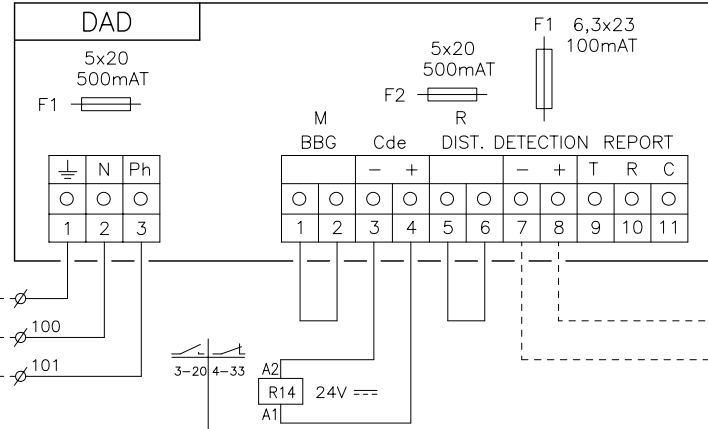 DAD
F1 6,3x23
100mAT
5x20
500mAT
F1
5x20
500mAT
F2
M
R
BBG Cde DIST. DETECTION REPORT
N Ph
− + − + T R C
1 2 3
1 2 3 4 5 6 7 8 9 10 11
100
101
3-20 4-33
A2
R14 24V
A1